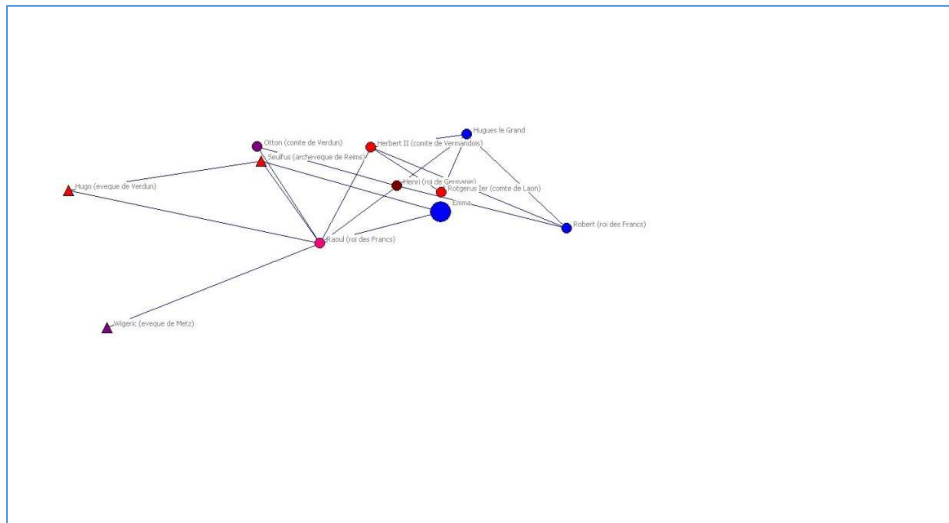 Hugues le Grand
Otton (comte de Verdun)
Herbert II (comte de Vermandois)
Seulfus (archeveque de Reims)
Henri (roi de Germanie)
Hugo (eveque de Verdun)
Rotgerus Ier (comte de Laon)
Emma
Robert (roi des Francs)
Raoul (roi des Francs)
Wigeric (eveque de Metz)